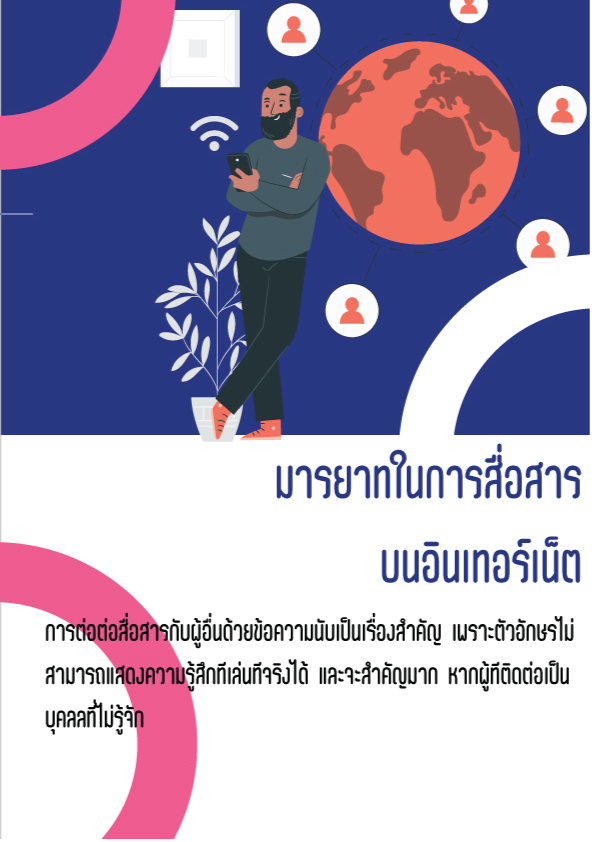 มารยาทในการสื่อสาร
บนอินเทอร์เน็ต
การต่อต่อสื่อสารกับผู้อื่นด้วยข้อความนับเป็นเรื่องสำคัญ เพราะตัวอักษรไม่
สามารถแสดงความรู้สึกทีเล่นทีจริงได้ และจะสำคัญมาก หากผู้ที่ติดต่อเป็น
บุคลลที่ไม่รู้จัก